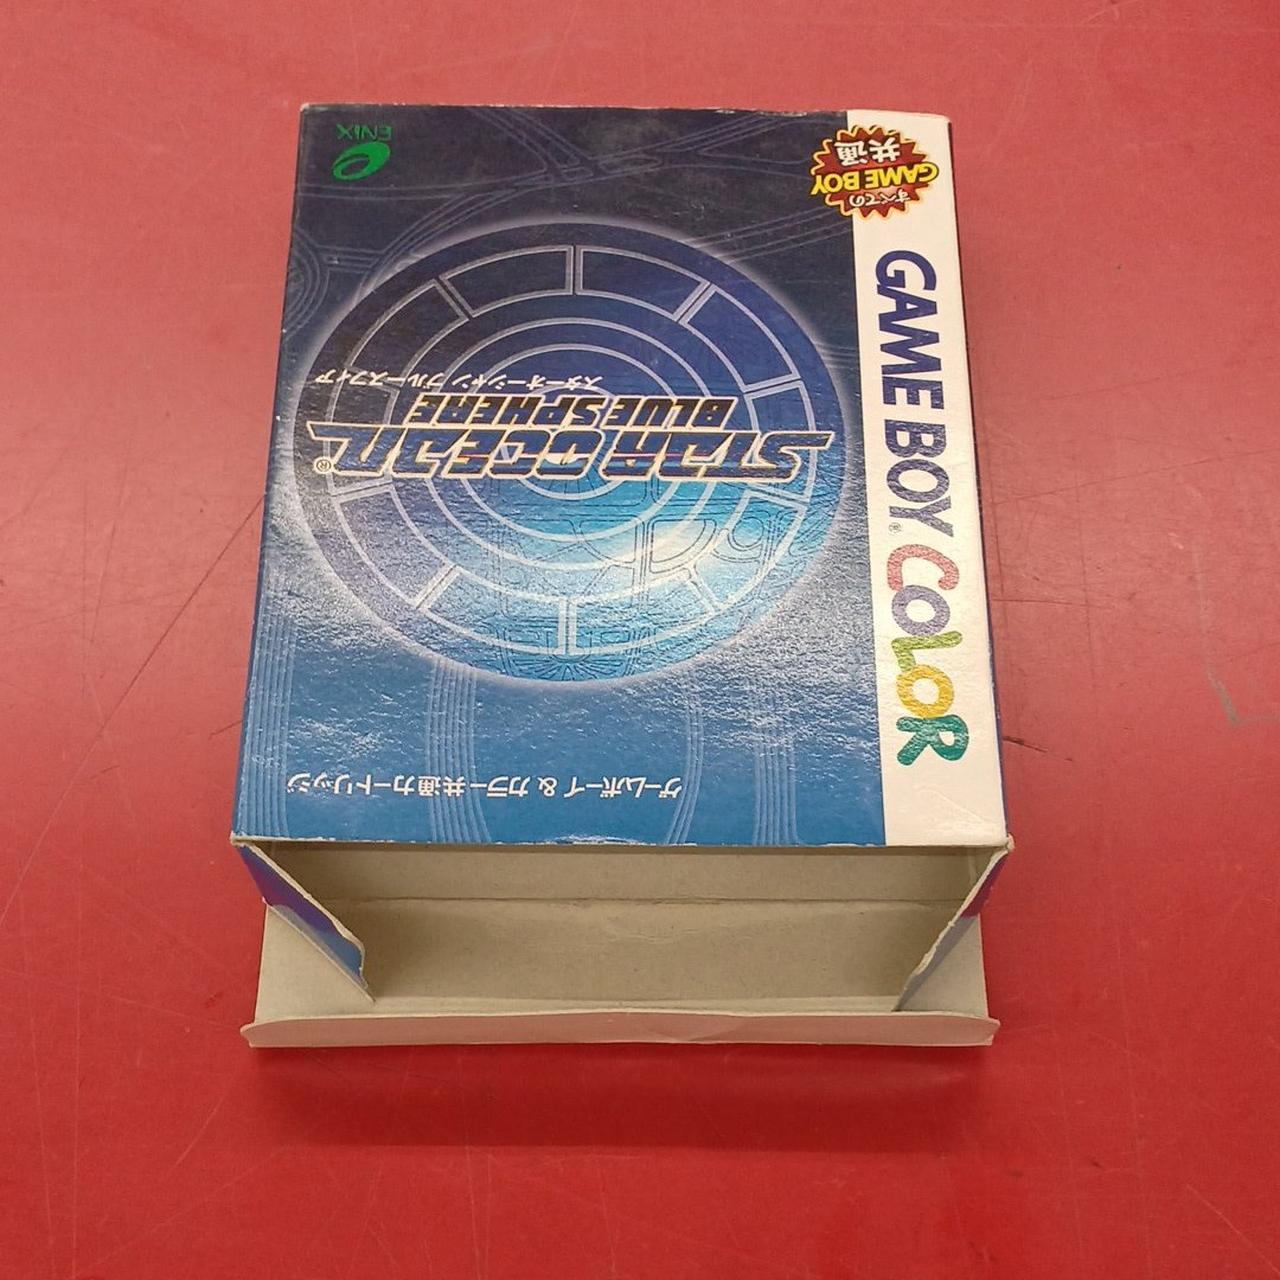 ゲームボーイ&カラー共通カートリッジ
STAR OCEAN®
BLUE SPHERE
スターオーシャン ブルースフィア
ENIX
GAME BOY® COLOR
すべての
GAME BOY
共通